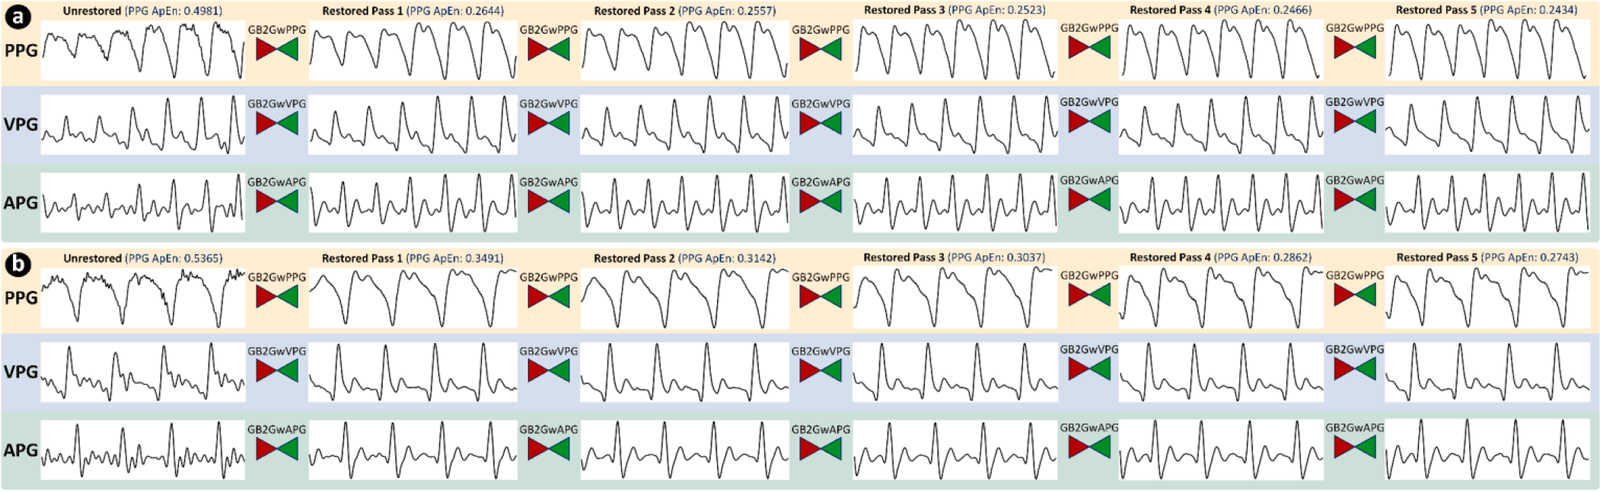 a
Unrestored (PPG ApEn: 0.4981) Restored Pass 1 (PPG ApEn: 0.2644) Restored Pass 2 (PPG ApEn: 0.2557) Restored Pass 3 (PPG ApEn: 0.2523) Restored Pass 4 (PPG ApEn: 0.2466) Restored Pass 5 (PPG ApEn: 0.2434)
PPG GB2GwPPG GB2GwPPG GB2GwPPG GB2GwPPG GB2GwPPG
VPG GB2GwVPG GB2GwVPG GB2GwVPG GB2GwVPG GB2GwVPG
APG GB2GwAPG GB2GwAPG GB2GwAPG GB2GwAPG GB2GwAPG
b
Unrestored (PPG ApEn: 0.5365) Restored Pass 1 (PPG ApEn: 0.3491) Restored Pass 2 (PPG ApEn: 0.3142) Restored Pass 3 (PPG ApEn: 0.3037) Restored Pass 4 (PPG ApEn: 0.2862) Restored Pass 5 (PPG ApEn: 0.2743)
PPG GB2GwPPG GB2GwPPG GB2GwPPG GB2GwPPG GB2GwPPG
VPG GB2GwVPG GB2GwVPG GB2GwVPG GB2GwVPG GB2GwVPG
APG GB2GwAPG GB2GwAPG GB2GwAPG GB2GwAPG GB2GwAPG